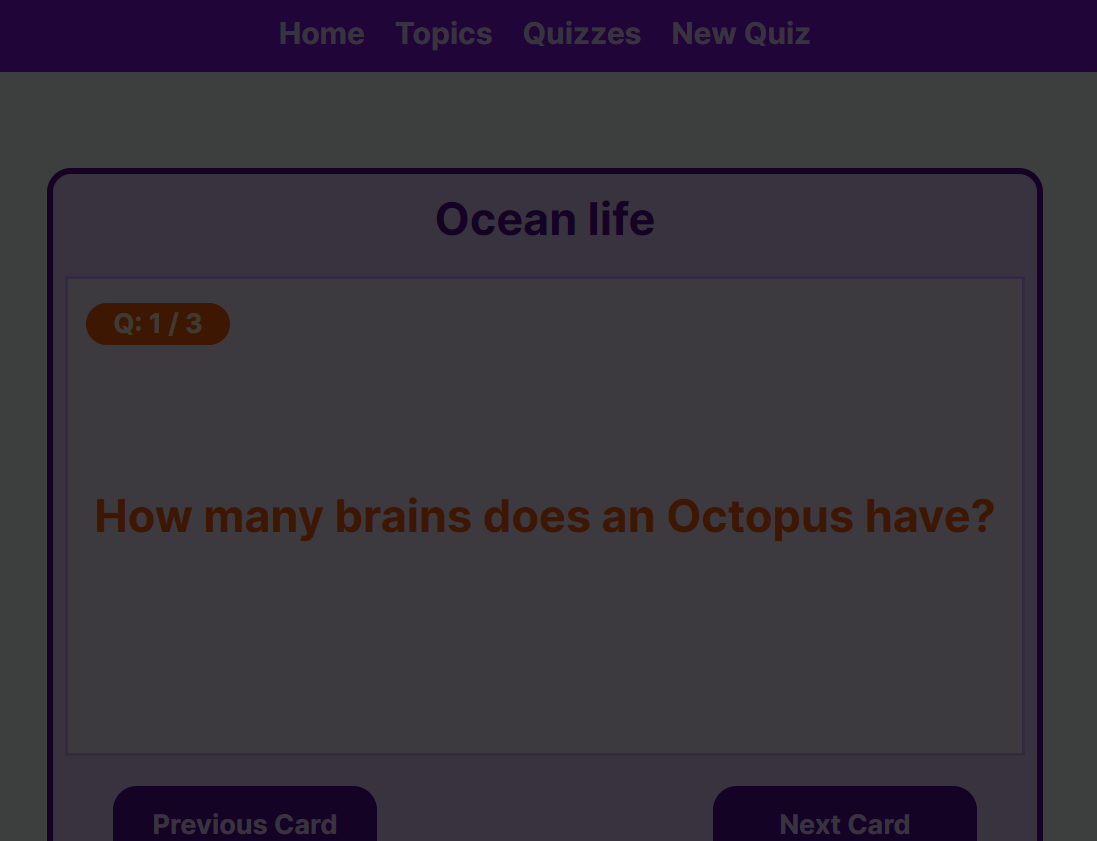 Home Topics Quizzes New Quiz
Ocean life
Q: 1 / 3
How many brains does an Octopus have?
Previous Card Next Card